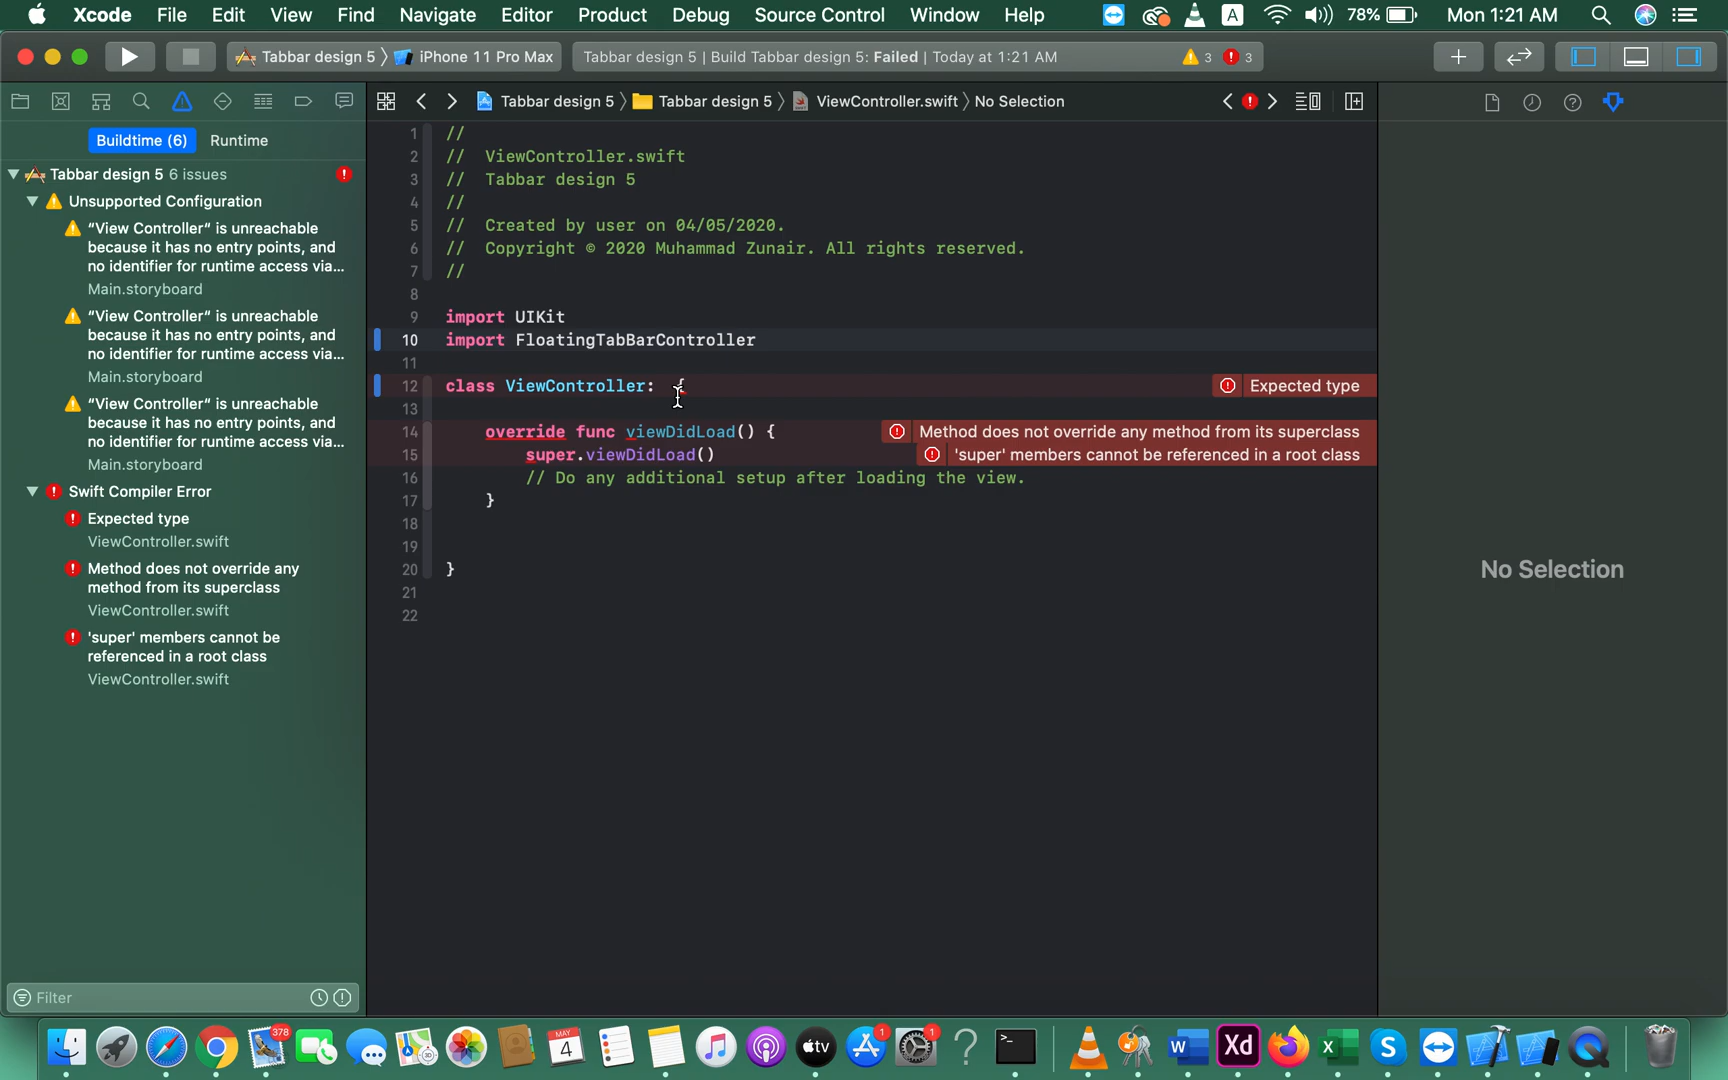 Xcode File Edit View Find Navigate Editor Product Debug Source Control Window Help A 78% Mon 1:21 AM
Tabbar design 5 iPhone 11 Pro Max Tabbar design 5 | Build Tabbar design 5: Failed | Today at 1:21 AM 3 3
Tabbar design 5 Tabbar design 5 ViewController.swift No Selection
Buildtime (6) Runtime
Tabbar design 5 6 issues
Unsupported Configuration
“View Controller“ is unreachable
because it has no entry points, and
no identifier for runtime access via...
Main.storyboard
“View Controller“ is unreachable
because it has no entry points, and
no identifier for runtime access via...
Main.storyboard
“View Controller“ is unreachable
because it has no entry points, and
no identifier for runtime access via...
Main.storyboard
Swift Compiler Error
Expected type
ViewController.swift
Method does not override any
method from its superclass
ViewController.swift
'super' members cannot be
referenced in a root class
ViewController.swift
Filter
1 //
2 //  ViewController.swift
3 //  Tabbar design 5
4 //
5 //  Created by user on 04/05/2020.
6 //  Copyright © 2020 Muhammad Zunair. All rights reserved.
7 //
8
9 import UIKit
10 import FloatingTabBarController
11
12 class ViewController:  { Expected type
13
14     override func viewDidLoad() { Method does not override any method from its superclass
15         super.viewDidLoad() 'super' members cannot be referenced in a root class
16         // Do any additional setup after loading the view.
17     }
18
19
20 }
21
22
No Selection
378 MAY 4 3D tv 1 1 ? >_ W Xd X S